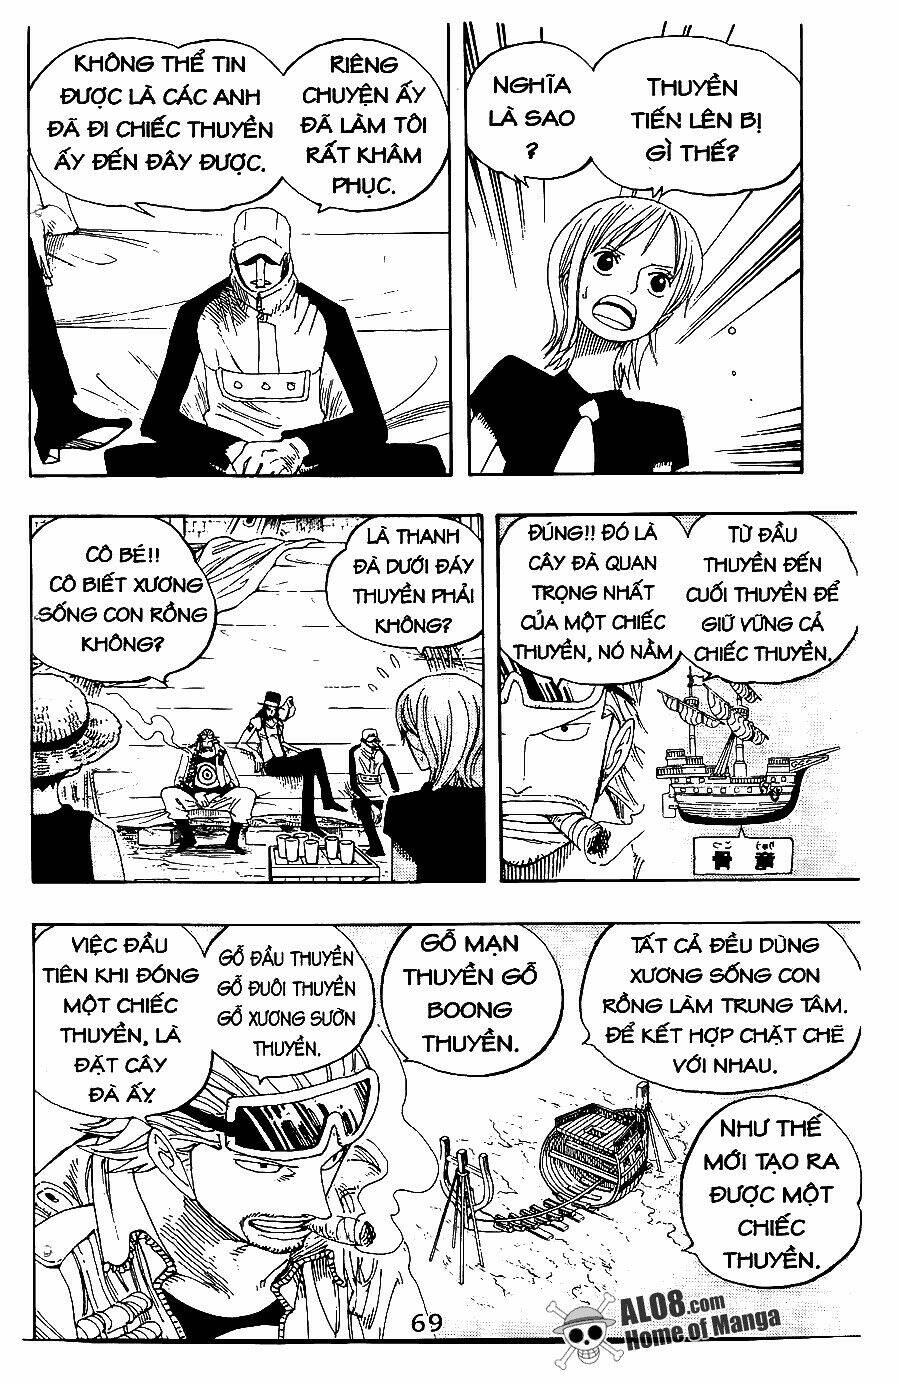 KHÔNG THỂ TIN
ĐƯỢC LÀ CÁC ANH
ĐÃ ĐI CHIẾC THUYỀN
ẤY ĐẾN ĐÂY ĐƯỢC.
RIÊNG
CHUYỆN ẤY
ĐÃ LÀM TÔI
RẤT KHÂM
PHỤC.
NGHĨA
LÀ SAO
?
THUYỀN
TIẾN LÊN BỊ
GÌ THẾ?
CÔ BÉ!!
CÔ BIẾT XƯƠNG
SỐNG CON RỒNG
KHÔNG?
LÀ THANH
ĐÀ DƯỚI ĐÁY
THUYỀN PHẢI
KHÔNG?
ĐÚNG!! ĐÓ LÀ
CÂY ĐÀ QUAN
TRỌNG NHẤT
CỦA MỘT CHIẾC
THUYỀN, NÓ NẰM
TỪ ĐẦU
THUYỀN ĐẾN
CUỐI THUYỀN ĐỂ
GIỮ VỮNG CẢ
CHIẾC THUYỀN.
VIỆC ĐẦU
TIÊN KHI ĐÓNG
MỘT CHIẾC
THUYỀN, LÀ
ĐẶT CÂY
ĐÀ ẤY.
GỖ ĐẦU THUYỀN
GỖ ĐUÔI THUYỀN
GỖ XƯƠNG SƯỜN
THUYỀN.
GỖ MẠN
THUYỀN GỖ
BOONG
THUYỀN.
TẤT CẢ ĐỀU DÙNG
XƯƠNG SỐNG CON
RỒNG LÀM TRUNG TÂM.
ĐỂ KẾT HỢP CHẶT CHẼ
VỚI NHAU.
NHƯ THẾ
MỚI TẠO RA
ĐƯỢC MỘT
CHIẾC
THUYỀN.
69
AL08.com
Home of Manga